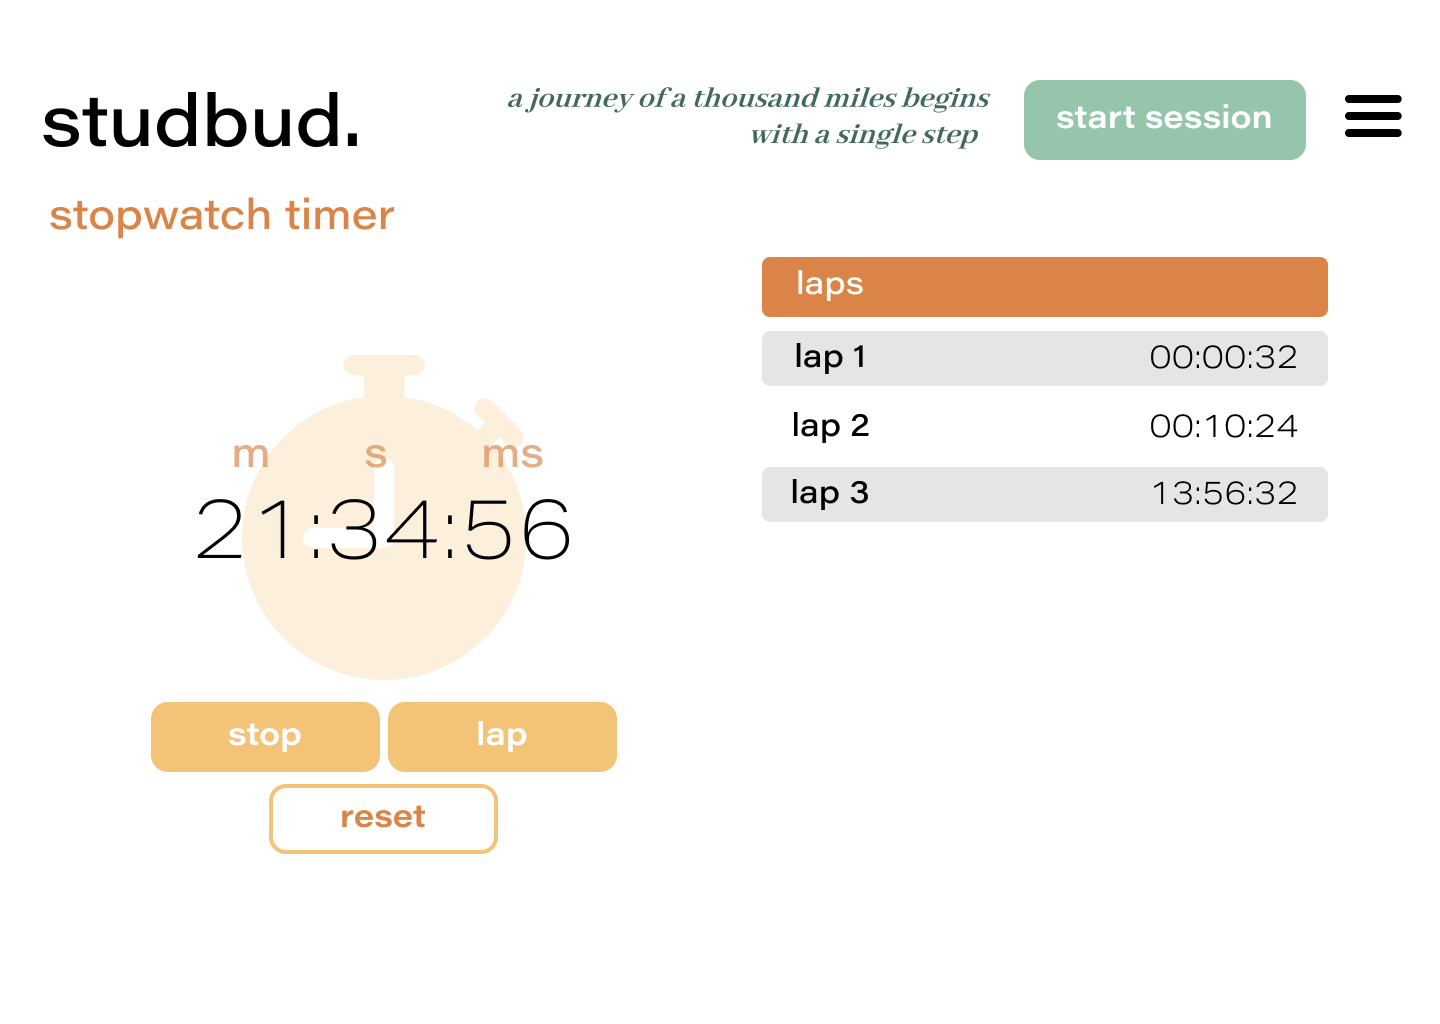 studbud.
a journey of a thousand miles begins
with a single step
start session
stopwatch timer
laps
lap 1 00:00:32
lap 2 00:10:24
lap 3 13:56:32
m s ms
21:34:56
stop lap
reset